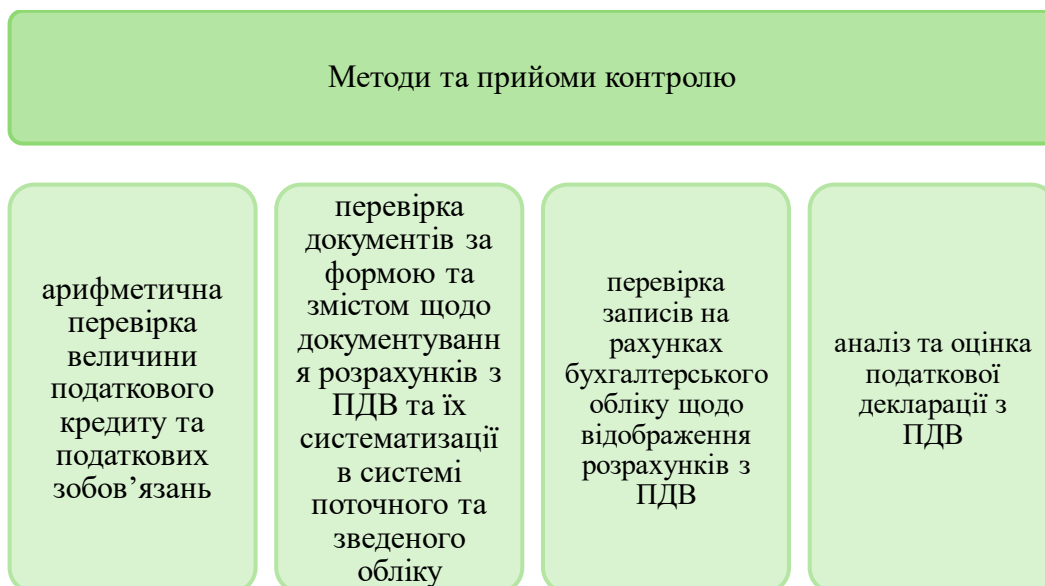 Методи та прийоми контролю
арифметична
перевірка
величини
податкового
кредиту та
податкових
зобов’язань
перевірка
документів за
формою та
змістом щодо
документуванн
я розрахунків з
ПДВ та їх
систематизації
в системі
поточного та
зведеного
обліку
перевірка
записів на
рахунках
бухгалтерського
обліку щодо
відображення
розрахунків з
ПДВ
аналіз та оцінка
податкової
декларації з
ПДВ